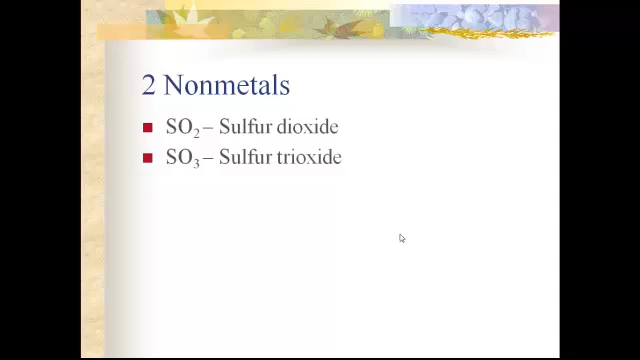 2 Nonmetals
SO₂ – Sulfur dioxide
SO₃ – Sulfur trioxide